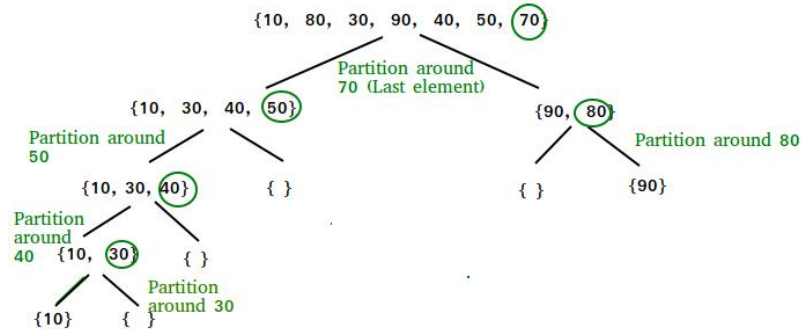 {10, 80, 30, 90, 40, 50, 70}
Partition around
70 (Last element)
{10, 30, 40, 50}
{90, 80}
Partition around
50
Partition around 80
{10, 30, 40}
{ }
{ }
{90}
Partition
around
40
{10, 30}
{ }
Partition
around 30
{10}
{ }